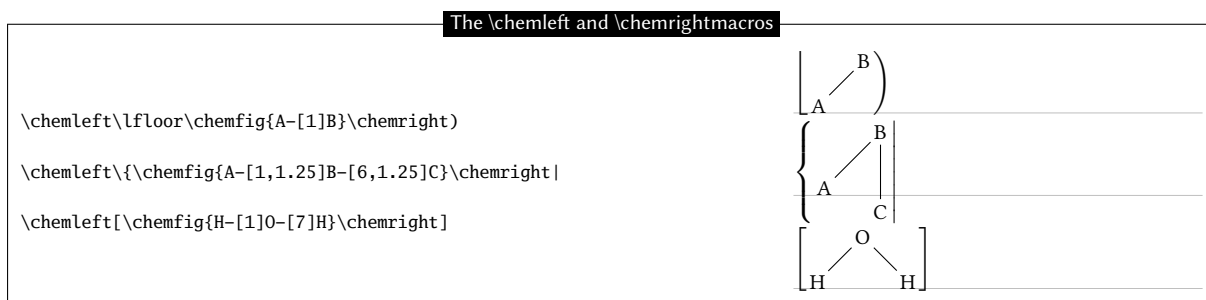 The \chemleft and \chemrightmacros
\chemleft\lfloor\chemfig{A-[1]B}\chemright)
\chemleft\{\chemfig{A-[1,1.25]B-[6,1.25]C}\chemright|
\chemleft[\chemfig{H-[1]O-[7]H}\chemright]
B
A
B
A
C
O
H H